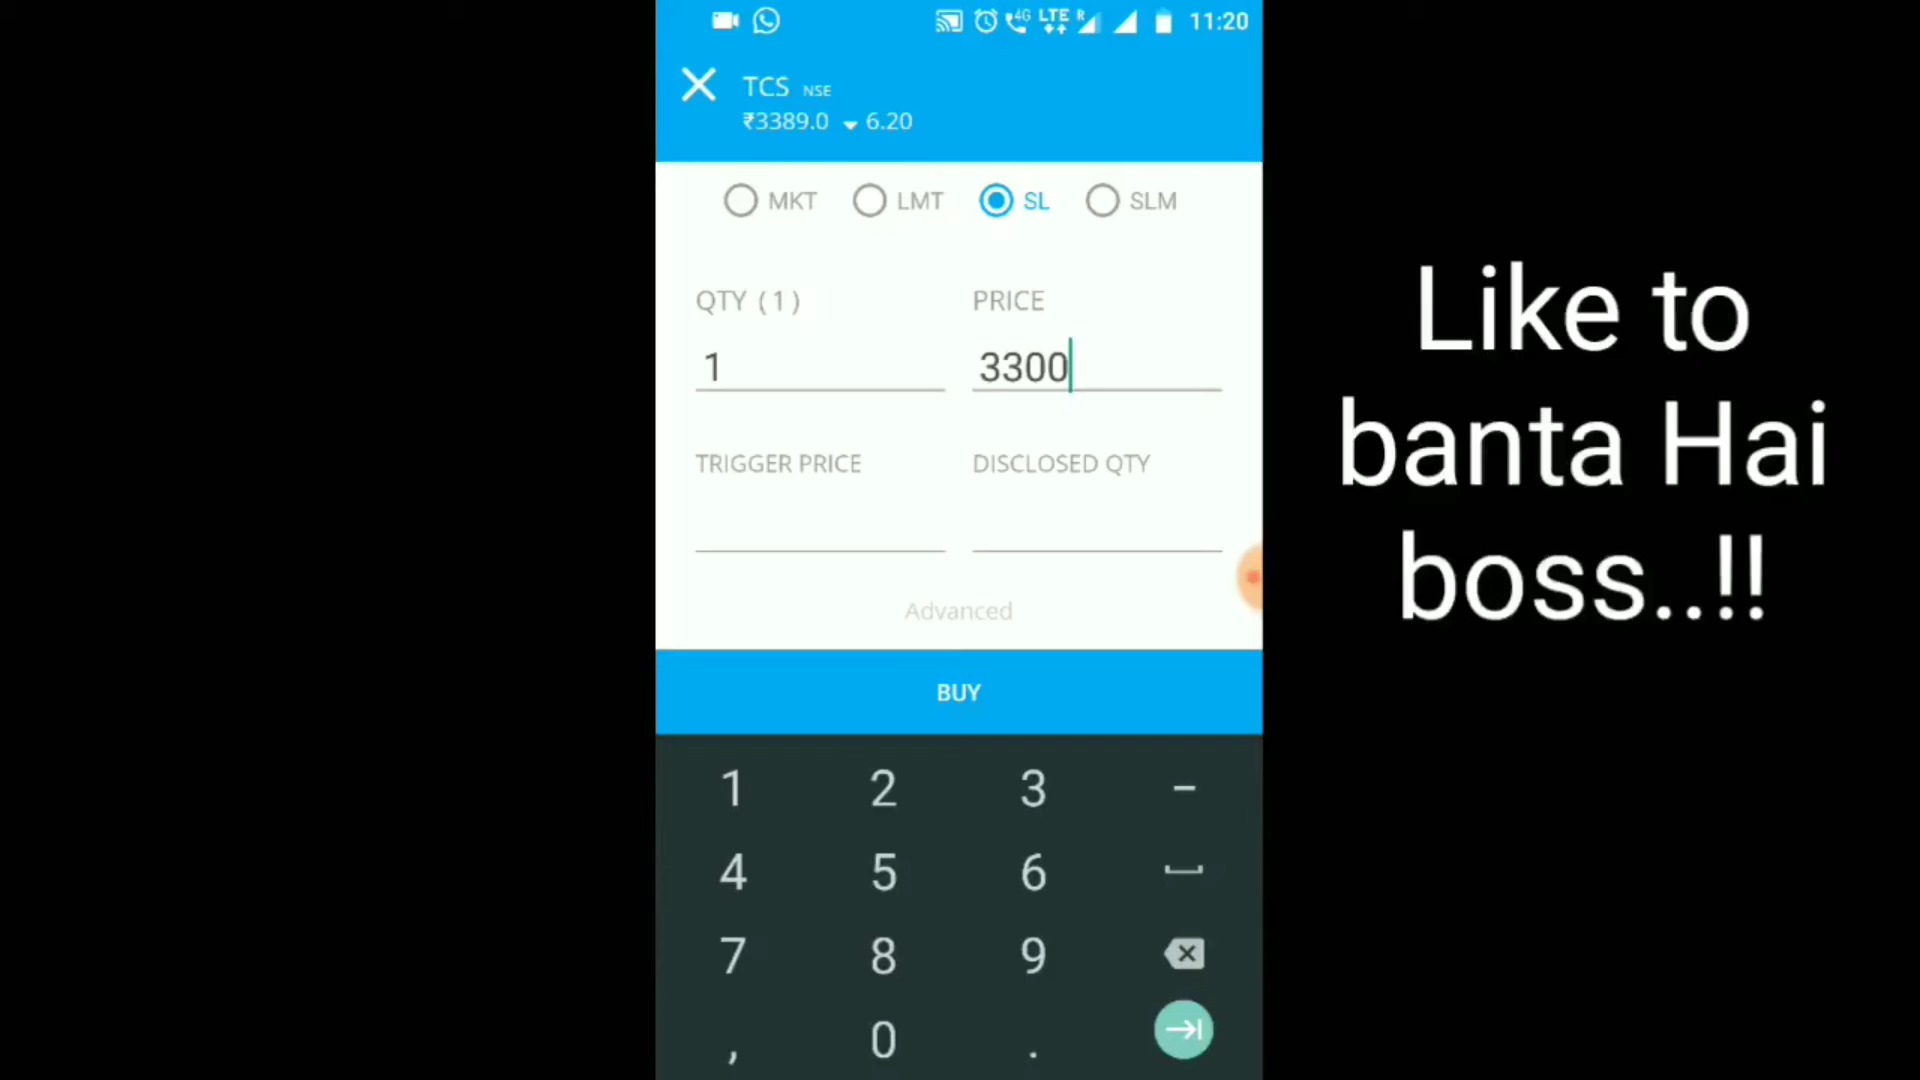 4G LTE R 11:20
TCS NSE
₹3389.0 6.20
MKT LMT SL SLM
QTY (1) PRICE
1 3300
TRIGGER PRICE DISCLOSED QTY
Advanced
BUY
1 2 3 -
4 5 6
7 8 9
, 0 .
Like to
banta Hai
boss..!!